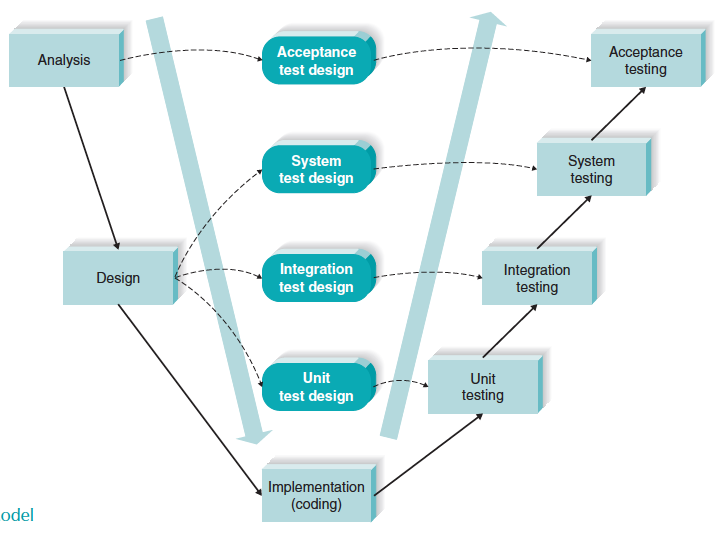 Analysis
Acceptance
test design
Acceptance
testing
System
test design
System
testing
Design
Integration
test design
Integration
testing
Unit
test design
Unit
testing
Implementation
(coding)
odel